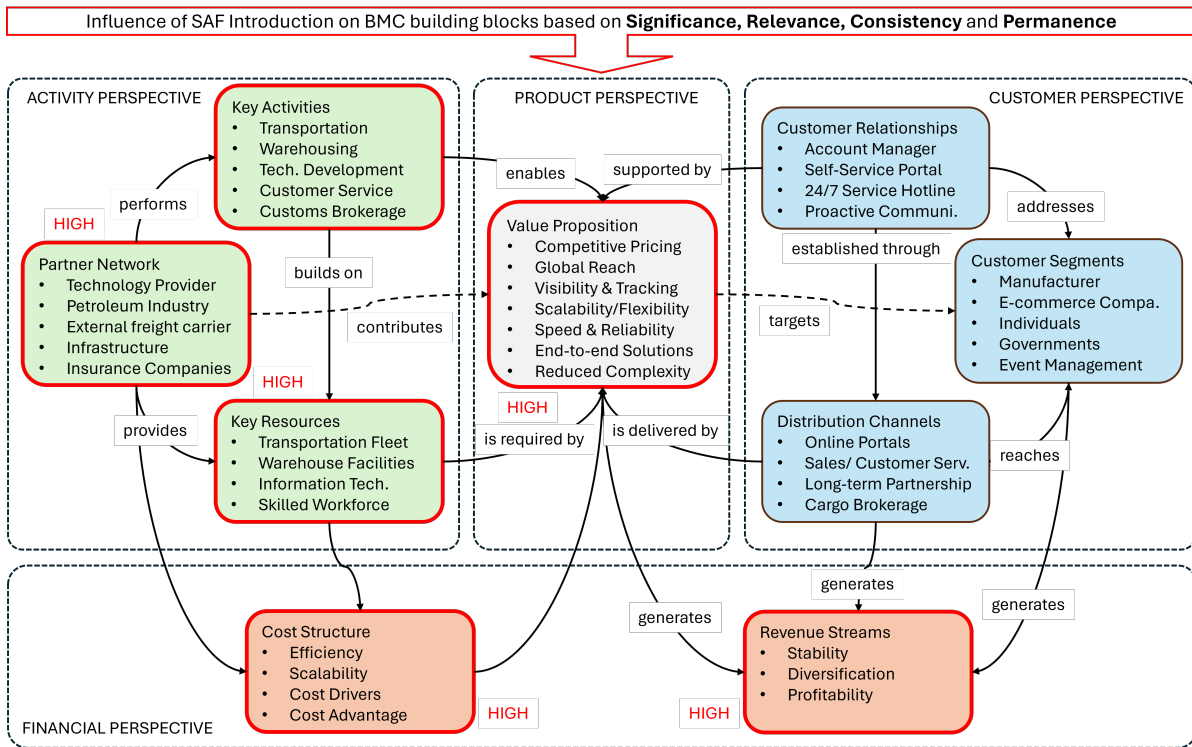 Influence of SAF Introduction on BMC building blocks based on Significance, Relevance, Consistency and Permanence
ACTIVITY PERSPECTIVE
Key Activities
• Transportation
• Warehousing
• Tech. Development
• Customer Service
• Customs Brokerage
performs
HIGH
Partner Network
• Technology Provider
• Petroleum Industry
• External freight carrier
• Infrastructure
• Insurance Companies
builds on
contributes
HIGH
provides
Key Resources
• Transportation Fleet
• Warehouse Facilities
• Information Tech.
• Skilled Workforce
PRODUCT PERSPECTIVE
enables
supported by
Value Proposition
• Competitive Pricing
• Global Reach
• Visibility & Tracking
• Scalability/Flexibility
• Speed & Reliability
• End-to-end Solutions
• Reduced Complexity
HIGH
is required by
is delivered by
CUSTOMER PERSPECTIVE
Customer Relationships
• Account Manager
• Self-Service Portal
• 24/7 Service Hotline
• Proactive Communi.
addresses
established through
targets
Customer Segments
• Manufacturer
• E-commerce Compa.
• Individuals
• Governments
• Event Management
Distribution Channels
• Online Portals
• Sales/ Customer Serv.
• Long-term Partnership
• Cargo Brokerage
reaches
generates
generates
generates
Cost Structure
• Efficiency
• Scalability
• Cost Drivers
• Cost Advantage
HIGH
Revenue Streams
• Stability
• Diversification
• Profitability
HIGH
FINANCIAL PERSPECTIVE